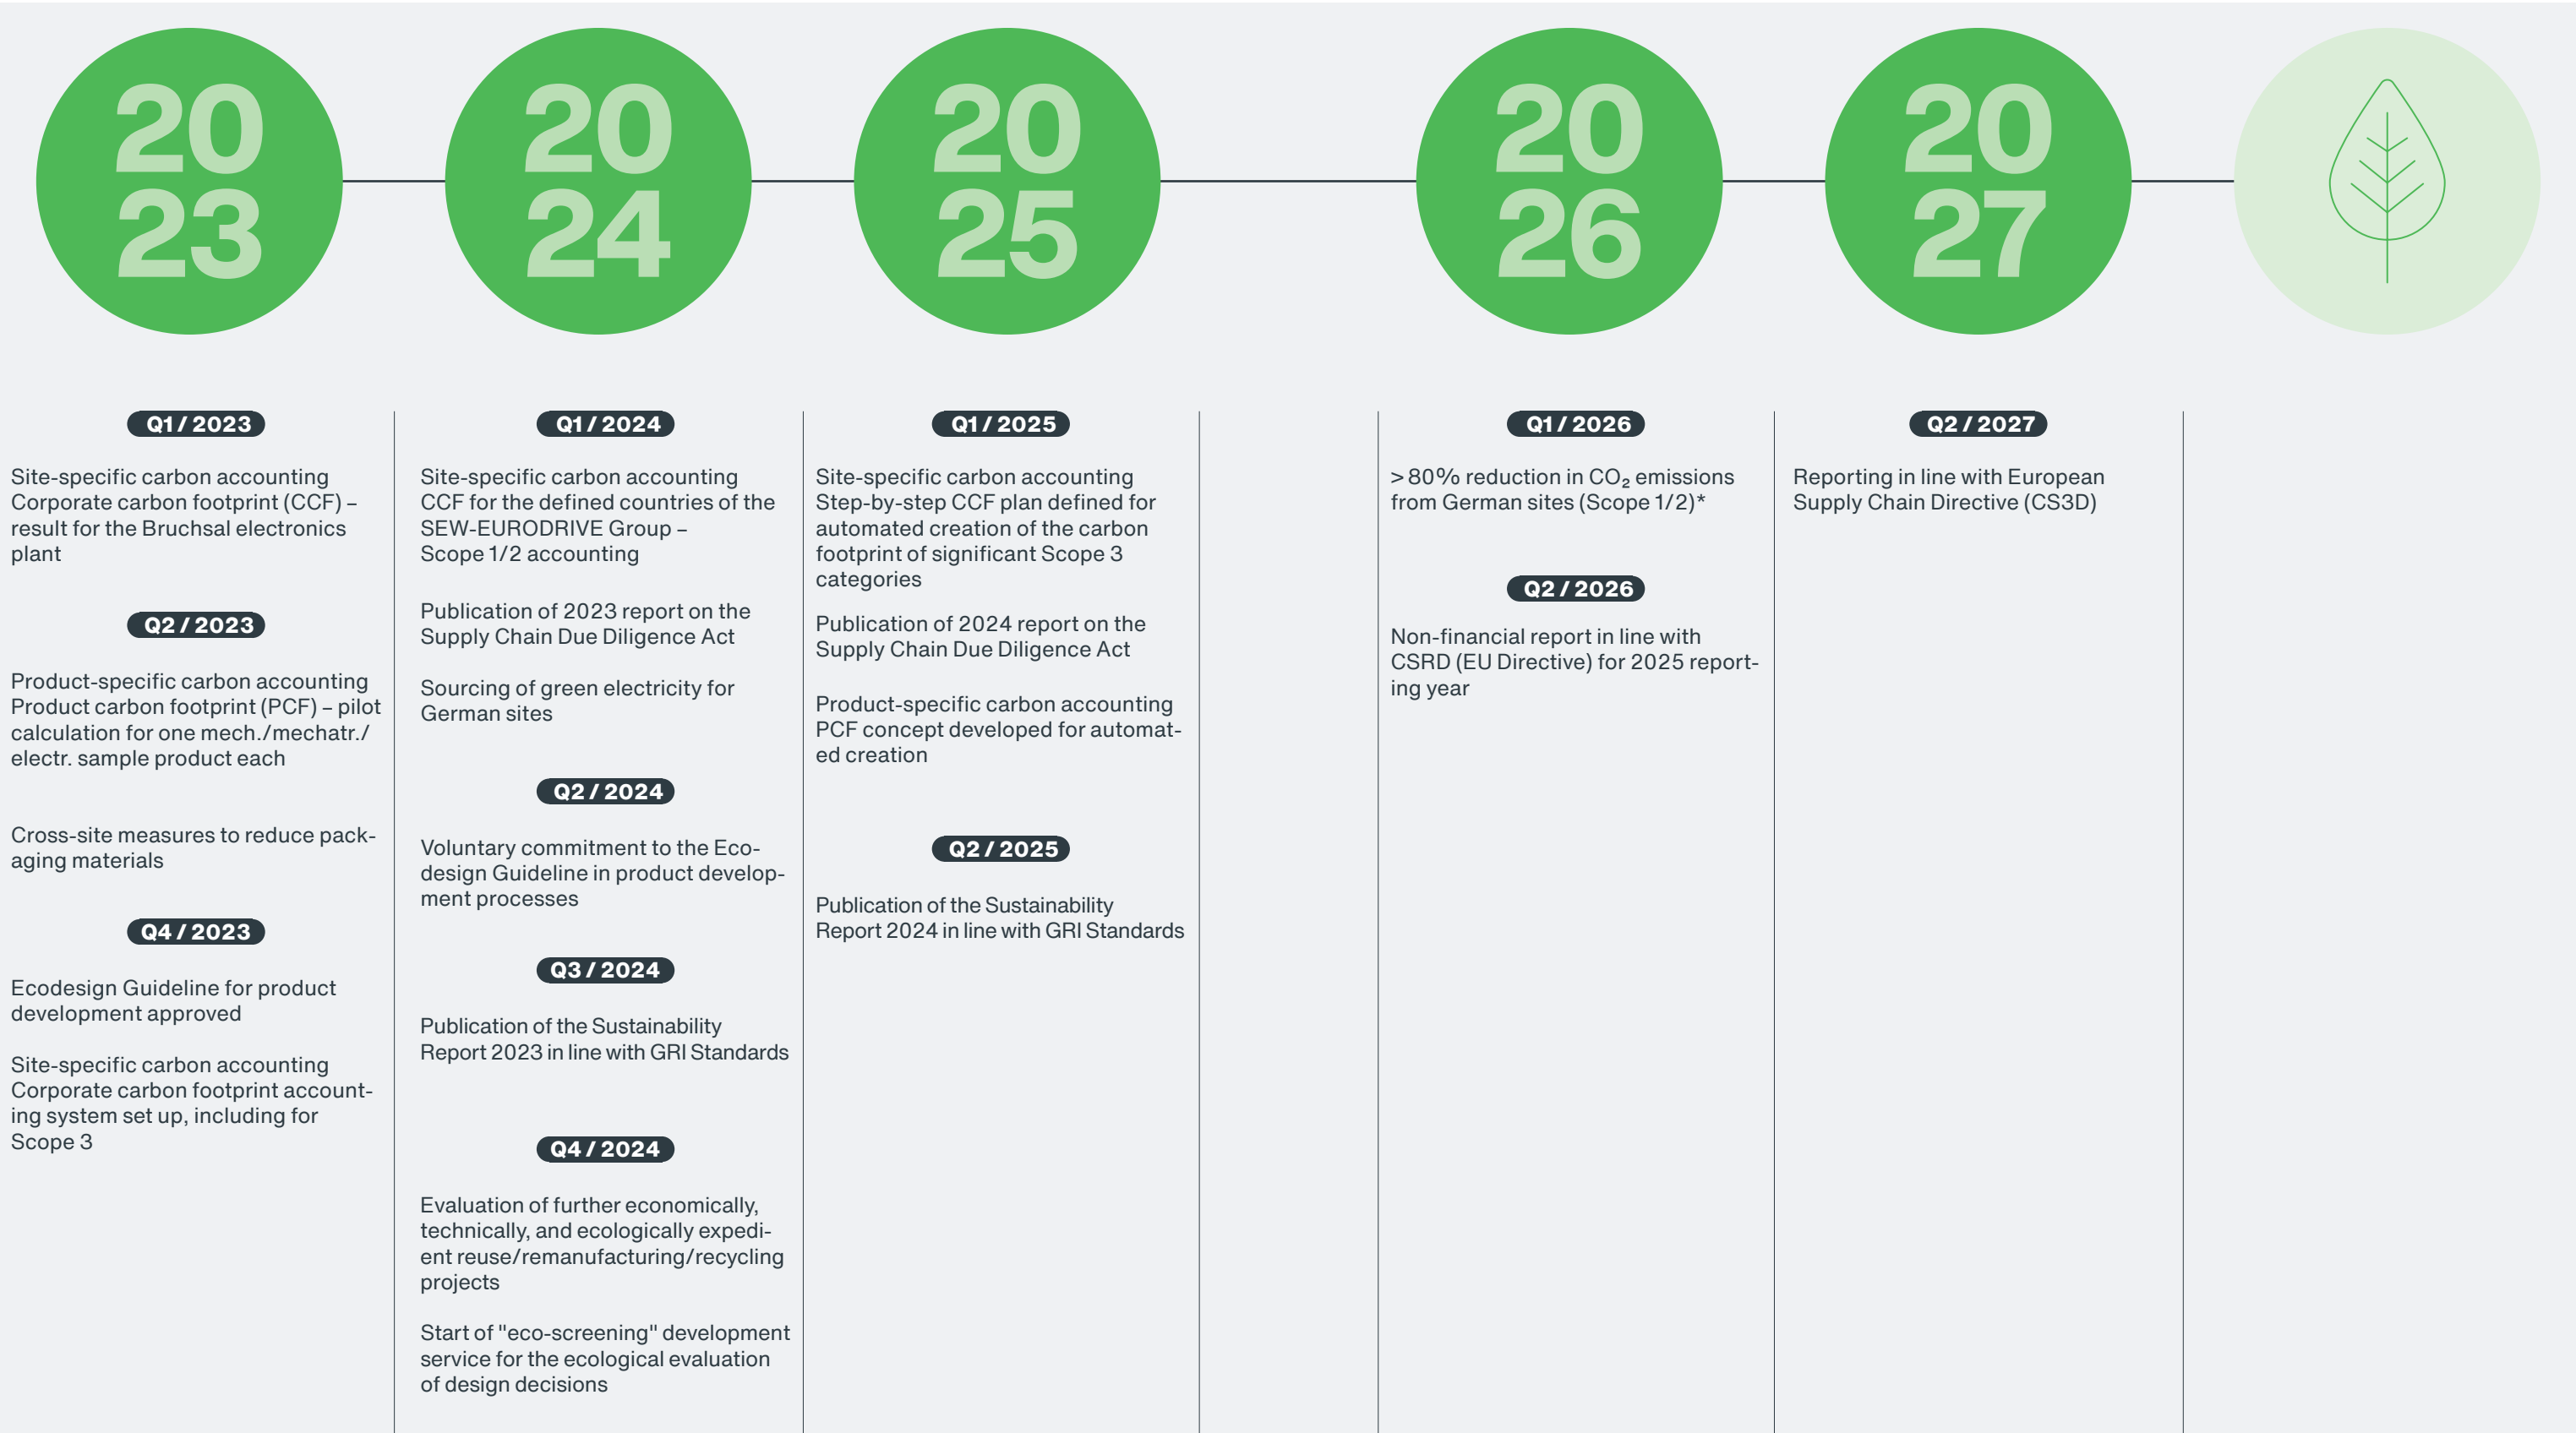 20
23
20
24
20
25
20
26
20
27
Q1 / 2023
Site-specific carbon accounting
Corporate carbon footprint (CCF) –
result for the Bruchsal electronics
plant
Q2 / 2023
Product-specific carbon accounting
Product carbon footprint (PCF) – pilot
calculation for one mech./mechatr./
electr. sample product each
Cross-site measures to reduce pack-
aging materials
Q4 / 2023
Ecodesign Guideline for product
development approved
Site-specific carbon accounting
Corporate carbon footprint account-
ing system set up, including for
Scope 3
Q1 / 2024
Site-specific carbon accounting
CCF for the defined countries of the
SEW-EURODRIVE Group –
Scope 1/2 accounting
Publication of 2023 report on the
Supply Chain Due Diligence Act
Sourcing of green electricity for
German sites
Q2 / 2024
Voluntary commitment to the Eco-
design Guideline in product develop-
ment processes
Q3 / 2024
Publication of the Sustainability
Report 2023 in line with GRI Standards
Q4 / 2024
Evaluation of further economically,
technically, and ecologically expedi-
ent reuse/remanufacturing/recycling
projects
Start of "eco-screening" development
service for the ecological evaluation
of design decisions
Q1 / 2025
Site-specific carbon accounting
Step-by-step CCF plan defined for
automated creation of the carbon
footprint of significant Scope 3
categories
Publication of 2024 report on the
Supply Chain Due Diligence Act
Product-specific carbon accounting
PCF concept developed for automat-
ed creation
Q2 / 2025
Publication of the Sustainability
Report 2024 in line with GRI Standards
Q1 / 2026
> 80% reduction in CO₂ emissions
from German sites (Scope 1/2)*
Q2 / 2026
Non-financial report in line with
CSRD (EU Directive) for 2025 report-
ing year
Q2 / 2027
Reporting in line with European
Supply Chain Directive (CS3D)